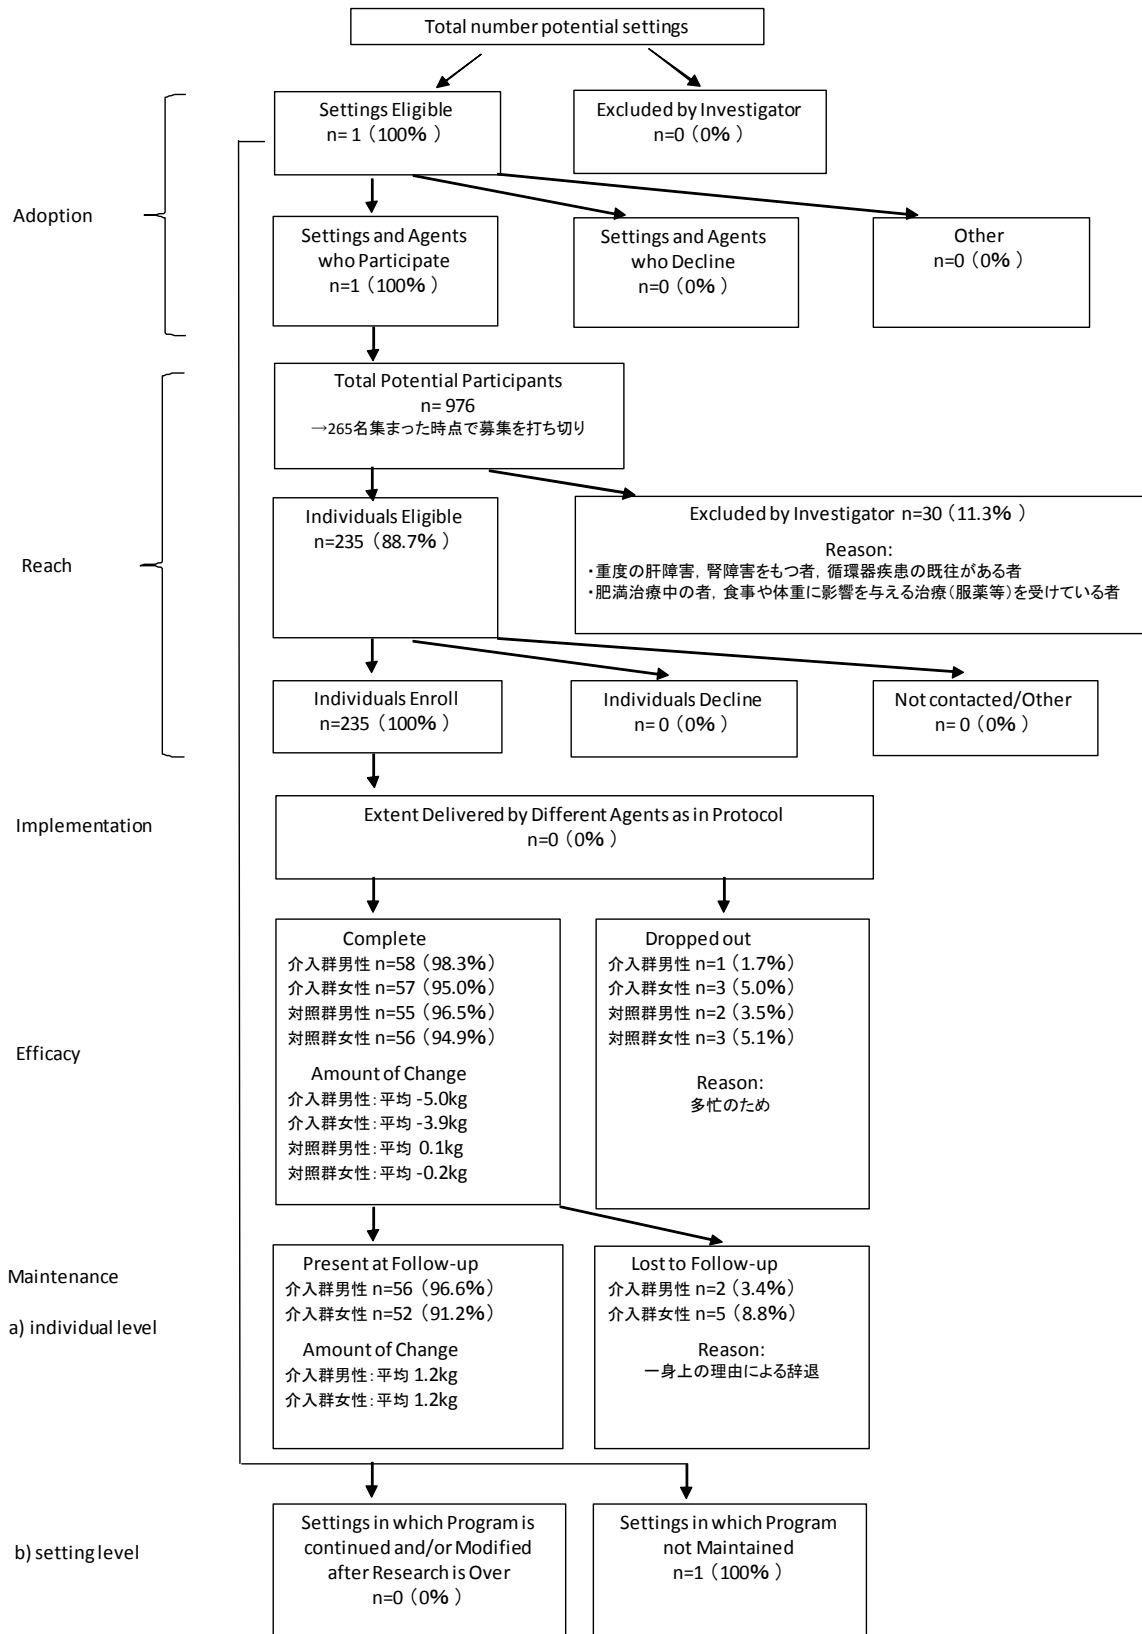 Total number potential settings
Settings Eligible
n= 1（100%）
Excluded by Investigator
n=0（0%）
Adoption
Settings and Agents
who Participate
n=1（100%）
Settings and Agents
who Decline
n=0（0%）
Other
n=0（0%）
Total Potential Participants
n= 976
→265名集まった時点で募集を打ち切り
Reach
Individuals Eligible
n=235（88.7%）
Excluded by Investigator n=30（11.3%）
Reason:
・重度の肝障害，腎障害をもつ者，循環器疾患の既往がある者
・肥満治療中の者，食事や体重に影響を与える治療（服薬等）を受けている者
Individuals Enroll
n=235（100%）
Individuals Decline
n= 0（0%）
Not contacted/Other
n= 0（0%）
Implementation
Extent Delivered by Different Agents as in Protocol
n=0（0%）
Efficacy
Complete
介入群男性 n=58（98.3%）
介入群女性 n=57（95.0%）
対照群男性 n=55（96.5%）
対照群女性 n=56（94.9%）
Amount of Change
介入群男性：平均 -5.0kg
介入群女性：平均 -3.9kg
対照群男性：平均 0.1kg
対照群女性：平均 -0.2kg
Dropped out
介入群男性 n=1（1.7%）
介入群女性 n=3（5.0%）
対照群男性 n=2（3.5%）
対照群女性 n=3（5.1%）
Reason:
多忙のため
Maintenance
a) individual level
Present at Follow-up
介入群男性 n=56（96.6%）
介入群女性 n=52（91.2%）
Amount of Change
介入群男性：平均 1.2kg
介入群女性：平均 1.2kg
Lost to Follow-up
介入群男性 n=2（3.4%）
介入群女性 n=5（8.8%）
Reason:
一身上の理由による辞退
b) setting level
Settings in which Program is
continued and/or Modified
after Research is Over
n=0（0%）
Settings in which Program
not Maintained
n=1（100%）